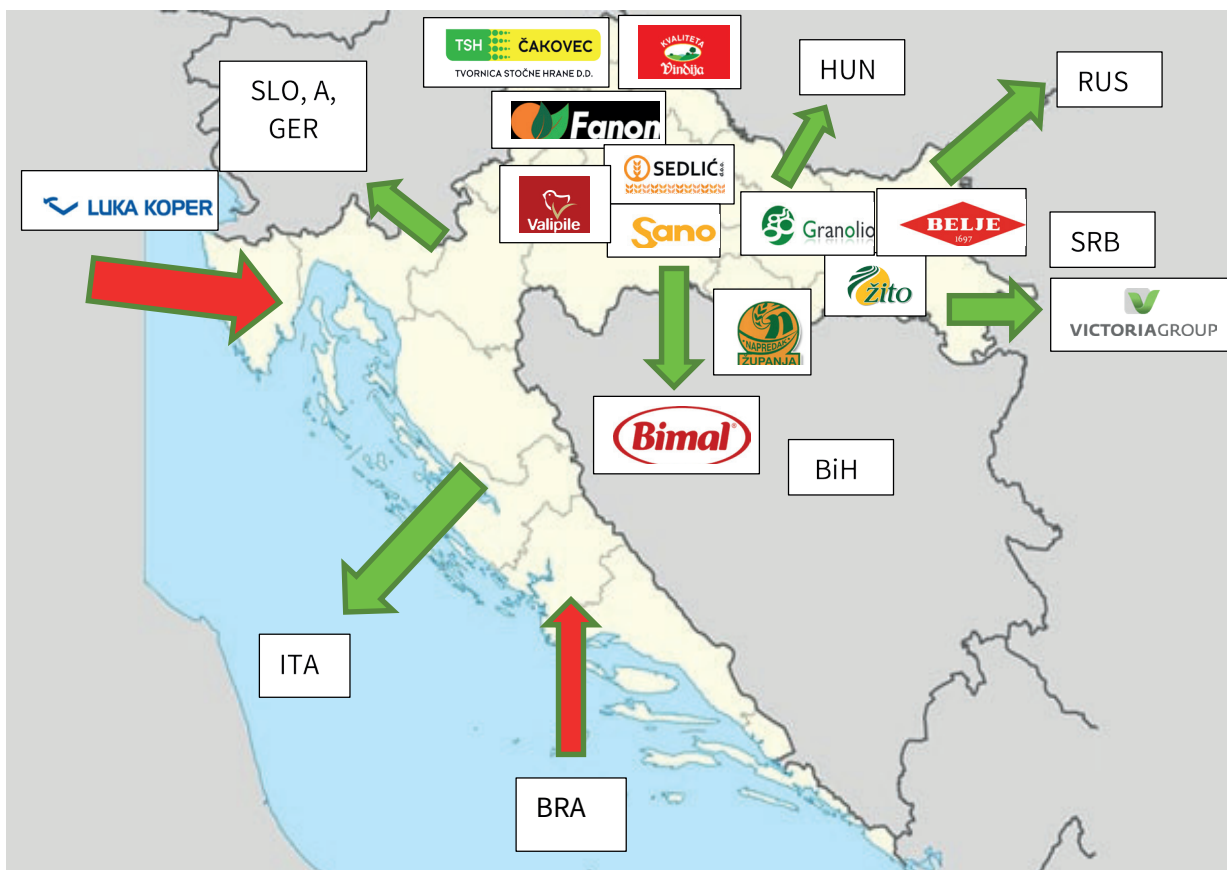 TSH ČAKOVEC
TVORNICA STOČNE HRANE D.D.
KVALITETA
Vindija
HUN
RUS
SLO, A,
GER
Fanon
SEDLIĆ d.o.o.
LUKA KOPER
Valipile
Sano
Granolio
BELJE
1697
SRB
žito
VICTORIAGROUP
NAPREDAK
ŽUPANJA
Bimal®
BiH
ITA
BRA